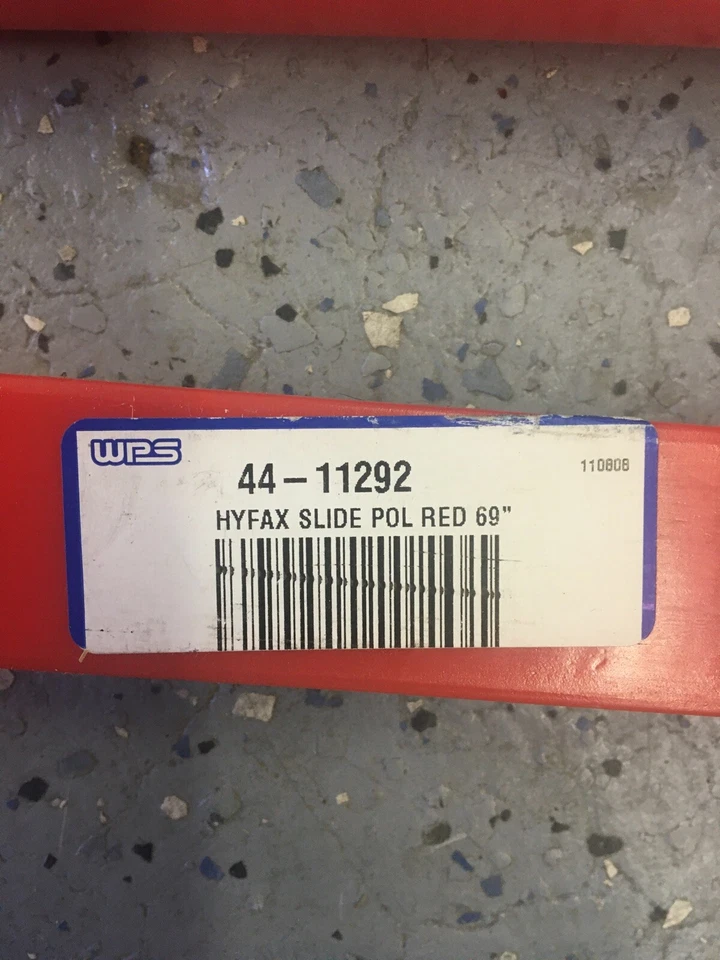 WPS
44-11292
110808
HYFAX SLIDE POL RED 69"